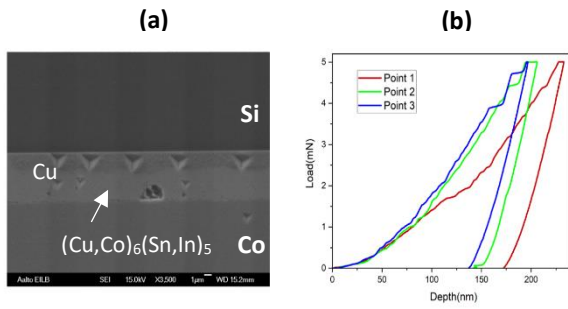 (a)
(b)
Si
Cu
(Cu,Co)₆(Sn,In)₅
Co
Aalto EILB SEI 15.0kV X3,500 1μm WD 15.2mm
5
4
3
2
1
0
Load(mN)
Point 1
Point 2
Point 3
0 50 100 150 200
Depth(nm)